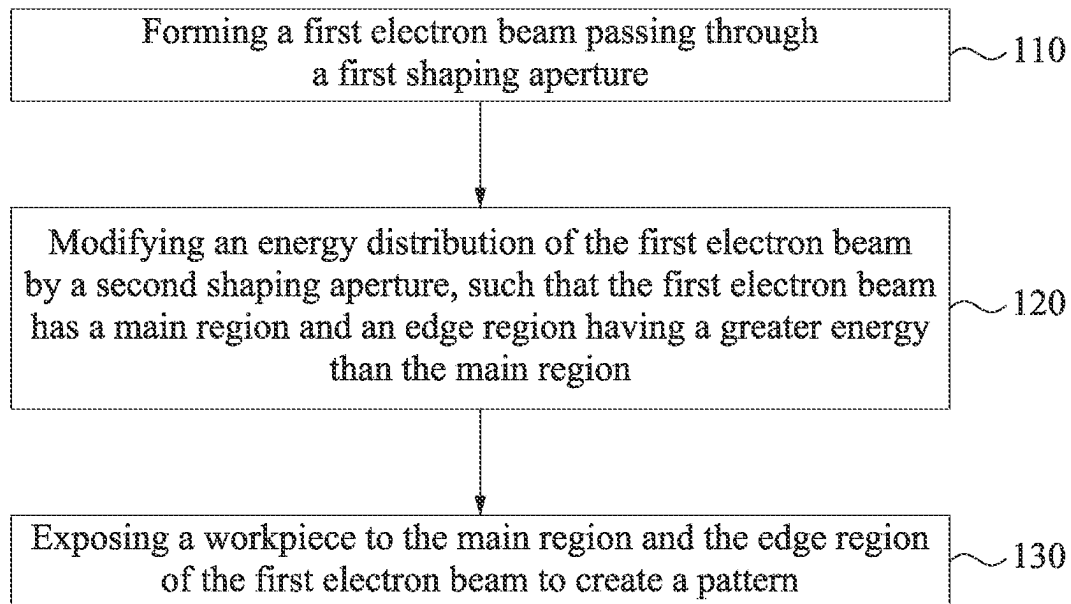 Forming a first electron beam passing through
a first shaping aperture
110
Modifying an energy distribution of the first electron beam
by a second shaping aperture, such that the first electron beam
has a main region and an edge region having a greater energy
than the main region
120
Exposing a workpiece to the main region and the edge region
of the first electron beam to create a pattern
130